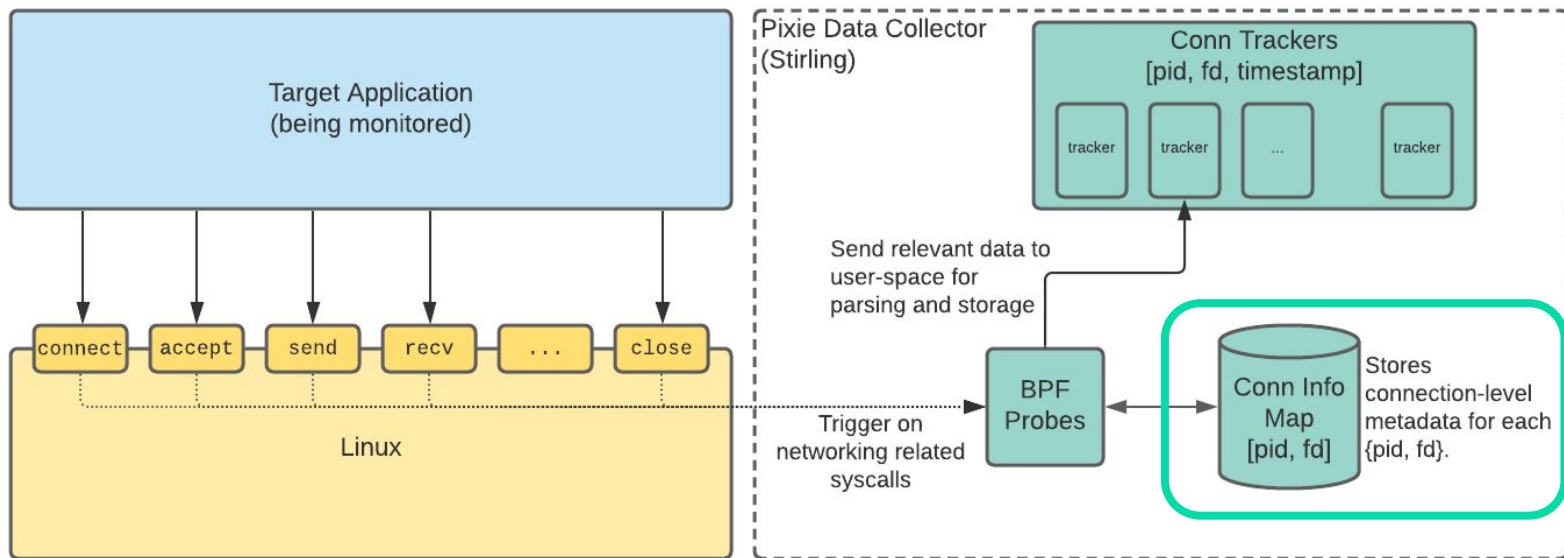 Target Application
(being monitored)
connect
accept
send
recv
...
close
Linux
Pixie Data Collector
(Stirling)
Conn Trackers
[pid, fd, timestamp]
tracker
tracker
...
tracker
Send relevant data to
user-space for
parsing and storage
Trigger on
networking related
syscalls
BPF
Probes
Conn Info
Map
[pid, fd]
Stores
connection-level
metadata for each
{pid, fd}.